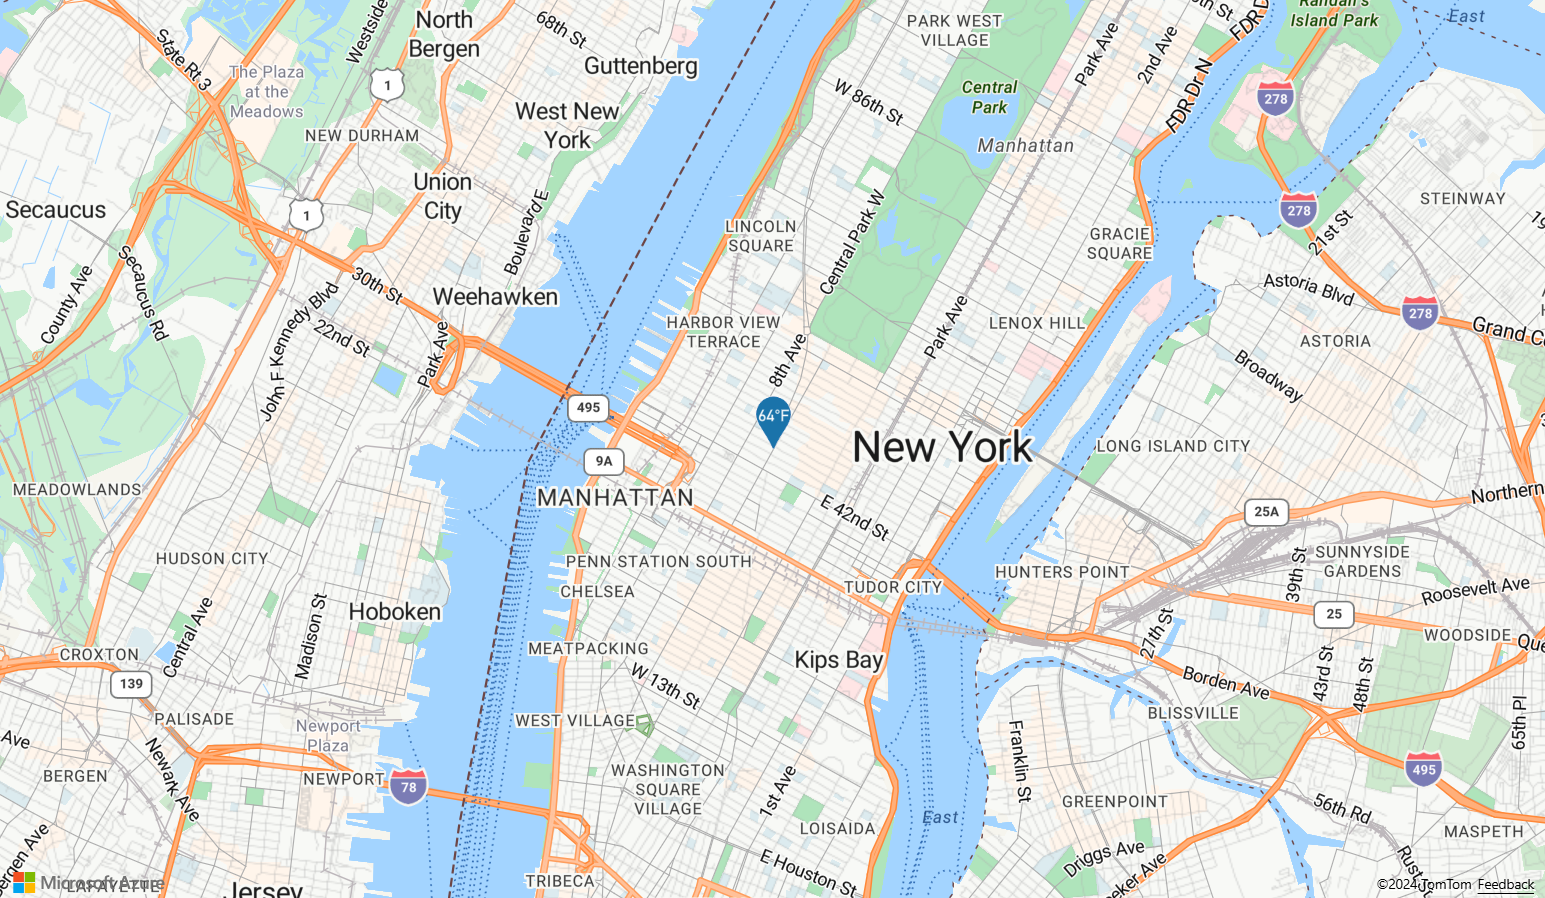 North
Bergen
68th St
PARK WEST
VILLAGE
Park Ave
2nd Ave
FDR Dr N
Island Park
East
State Rt 3
The Plaza
at the
Meadows
1
Guttenberg
West New
York
NEW DURHAM
W 86th St
Central
Park
Manhattan
278
Union
City
Secaucus
1
Boulevard E
LINCOLN
SQUARE
Central Park W
GRACIE
SQUARE
278
21st St
STEINWAY
County Ave
Secaucus Rd
30th St
Weehawken
22nd St
John F Kennedy Blvd
Park Ave
HARBOR VIEW
TERRACE
8th Ave
Park Ave
LENOX HILL
Astoria Blvd
278
ASTORIA
Broadway
495
64°F
New York
9A
MANHATTAN
LONG ISLAND CITY
MEADOWLANDS
E 42nd St
25A
Northern
HUDSON CITY
PENN STATION SOUTH
CHELSEA
TUDOR CITY
HUNTERS POINT
SUNNYSIDE
GARDENS
39th St
Roosevelt Ave
25
Hoboken
Central Ave
Madison St
CROXTON
MEATPACKING
W 13th St
Kips Bay
27th St
WOODSIDE
43rd St
48th St
Borden Ave
BLISSVILLE
139
PALISADE
Newport
Plaza
WEST VILLAGE
65th Pl
Franklin St
Ave
BERGEN
Newark Ave
NEWPORT
78
WASHINGTON
SQUARE
VILLAGE
1st Ave
495
GREENPOINT
56th Rd
East
LOISAIDA
MASPETH
Driggs Ave
E Houston St
TRIBECA
Microsoft Azure
LAFAYETTE
Jersey
©2024 TomTom Feedback